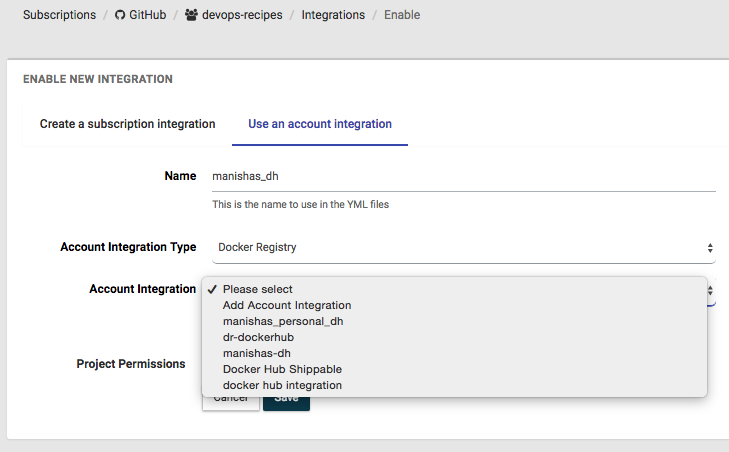 Subscriptions / GitHub / devops-recipes / Integrations / Enable
ENABLE NEW INTEGRATION
Create a subscription integration Use an account integration
Name manishas_dh
This is the name to use in the YML files
Account Integration Type Docker Registry
Account Integration ✓ Please select
Add Account Integration
manishas_personal_dh
dr-dockerhub
manishas-dh
Project Permissions
Docker Hub Shippable
docker hub integration
Cancel Save